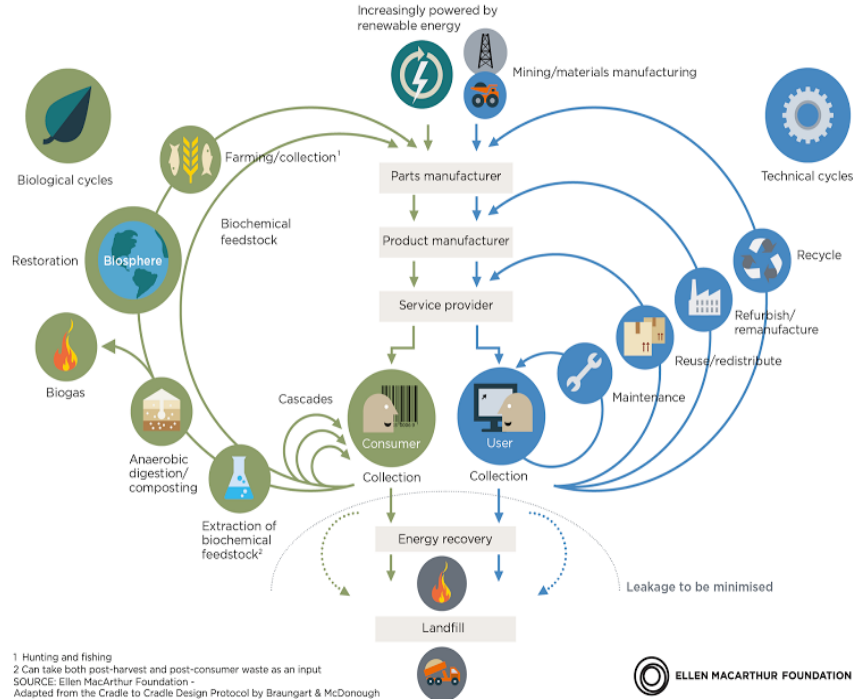 Increasingly powered by
renewable energy
Mining/materials manufacturing
Biological cycles
Farming/collection¹
Technical cycles
Parts manufacturer
Biochemical
feedstock
Product manufacturer
Restoration
Biosphere
Recycle
Service provider
Refurbish/
remanufacture
Reuse/redistribute
Biogas
Cascades
Maintenance
Consumer
User
Anaerobic
digestion/
composting
Collection
Collection
Extraction of
biochemical
feedstock²
Energy recovery
Leakage to be minimised
Landfill
1 Hunting and fishing
2 Can take both post-harvest and post-consumer waste as an input
SOURCE: Ellen MacArthur Foundation -
Adapted from the Cradle to Cradle Design Protocol by Braungart & McDonough
ELLEN MACARTHUR FOUNDATION